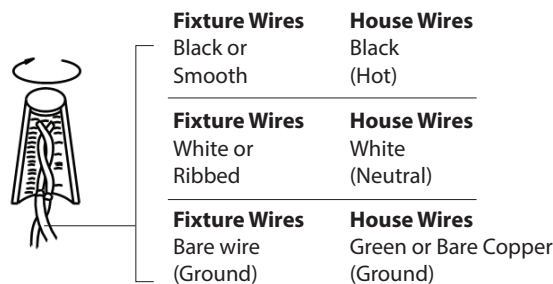 Fixture Wires House Wires
Black or Black
Smooth (Hot)
Fixture Wires House Wires
White or White
Ribbed (Neutral)
Fixture Wires House Wires
Bare wire Green or Bare Copper
(Ground) (Ground)